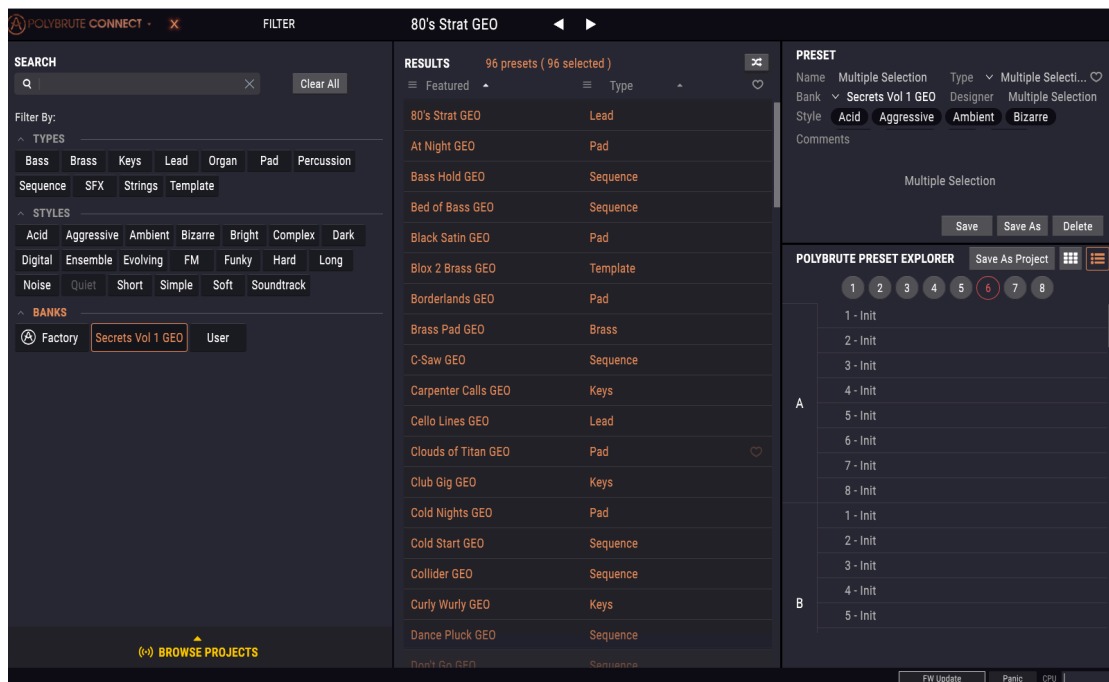 POLYBRUTE CONNECT
X
FILTER
80's Strat GEO
SEARCH
Clear All
Filter By:
TYPES
Bass Brass Keys Lead Organ Pad Percussion
Sequence SFX Strings Template
STYLES
Acid Aggressive Ambient Bizarre Bright Complex Dark
Digital Ensemble Evolving FM Funky Hard Long
Noise Quiet Short Simple Soft Soundtrack
BANKS
Factory Secrets Vol 1 GEO User
BROWSE PROJECTS
RESULTS 96 presets ( 96 selected )
Featured Type
80's Strat GEO Lead
At Night GEO Pad
Bass Hold GEO Sequence
Bed of Bass GEO Sequence
Black Satin GEO Pad
Blox 2 Brass GEO Template
Borderlands GEO Pad
Brass Pad GEO Brass
C-Saw GEO Sequence
Carpenter Calls GEO Keys
Cello Lines GEO Lead
Clouds of Titan GEO Pad
Club Gig GEO Keys
Cold Nights GEO Pad
Cold Start GEO Sequence
Collider GEO Sequence
Curly Wurly GEO Keys
Dance Pluck GEO Sequence
Don't Go GEO Sequence
PRESET
Name Multiple Selection Type Multiple Selecti...
Bank Secrets Vol 1 GEO Designer Multiple Selection
Style Acid Aggressive Ambient Bizarre
Comments
Multiple Selection
Save Save As Delete
POLYBRUTE PRESET EXPLORER Save As Project
1 2 3 4 5 6 7 8
A
1 - Init
2 - Init
3 - Init
4 - Init
5 - Init
6 - Init
7 - Init
8 - Init
B
1 - Init
2 - Init
3 - Init
4 - Init
5 - Init
FW Update Panic CPU